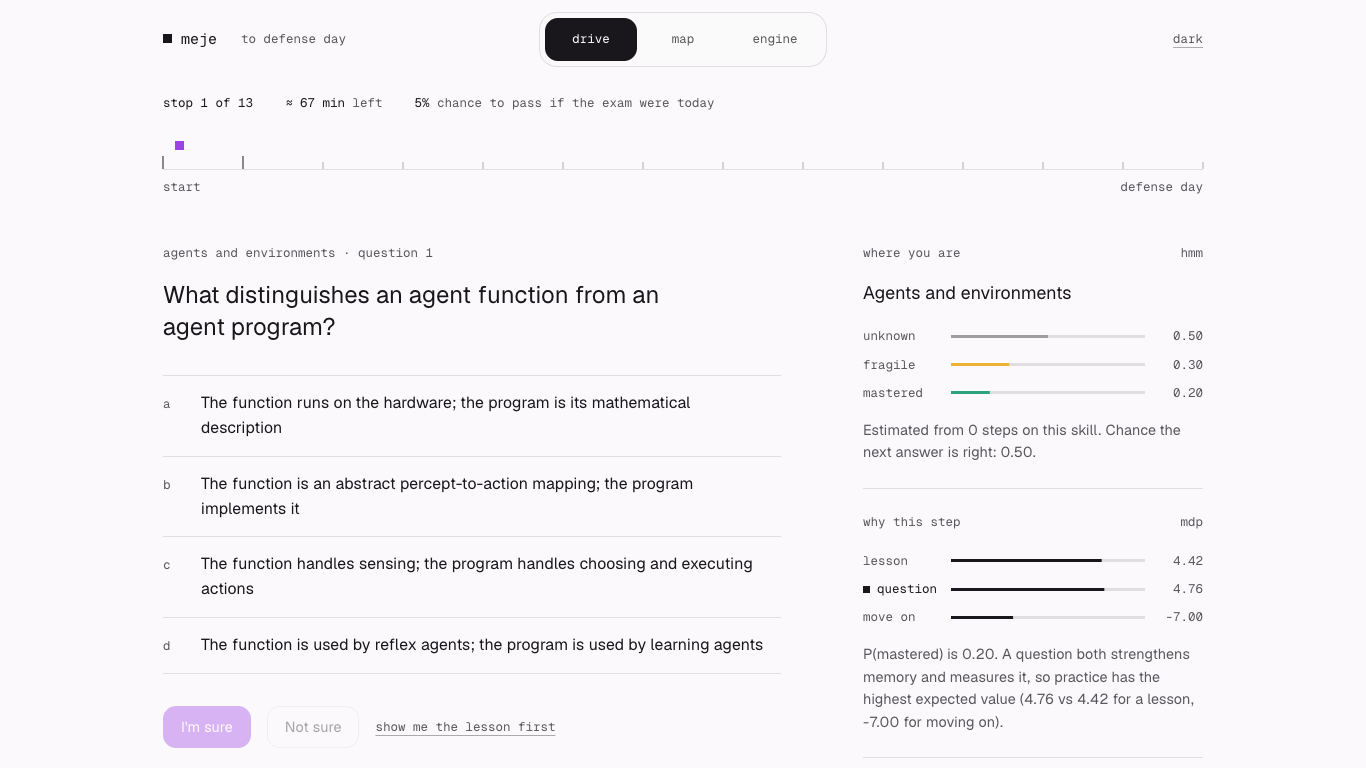 meje
to defense day
drive
map
engine
dark
stop 1 of 13
≈ 67 min left
5% chance to pass if the exam were today
start
defense day
agents and environments · question 1
What distinguishes an agent function from an
agent program?
a
The function runs on the hardware; the program is its mathematical
description
b
The function is an abstract percept-to-action mapping; the program
implements it
c
The function handles sensing; the program handles choosing and executing
actions
d
The function is used by reflex agents; the program is used by learning agents
I'm sure
Not sure
show me the lesson first
where you are
hmm
Agents and environments
unknown 0.50
fragile 0.30
mastered 0.20
Estimated from 0 steps on this skill. Chance the
next answer is right: 0.50.
why this step
mdp
lesson 4.42
question 4.76
move on -7.00
P(mastered) is 0.20. A question both strengthens
memory and measures it, so practice has the
highest expected value (4.76 vs 4.42 for a lesson,
-7.00 for moving on).